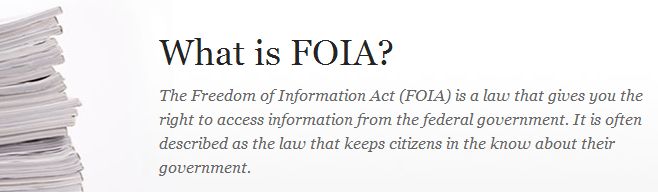 What is FOIA?
The Freedom of Information Act (FOIA) is a law that gives you the
right to access information from the federal government. It is often
described as the law that keeps citizens in the know about their
government.